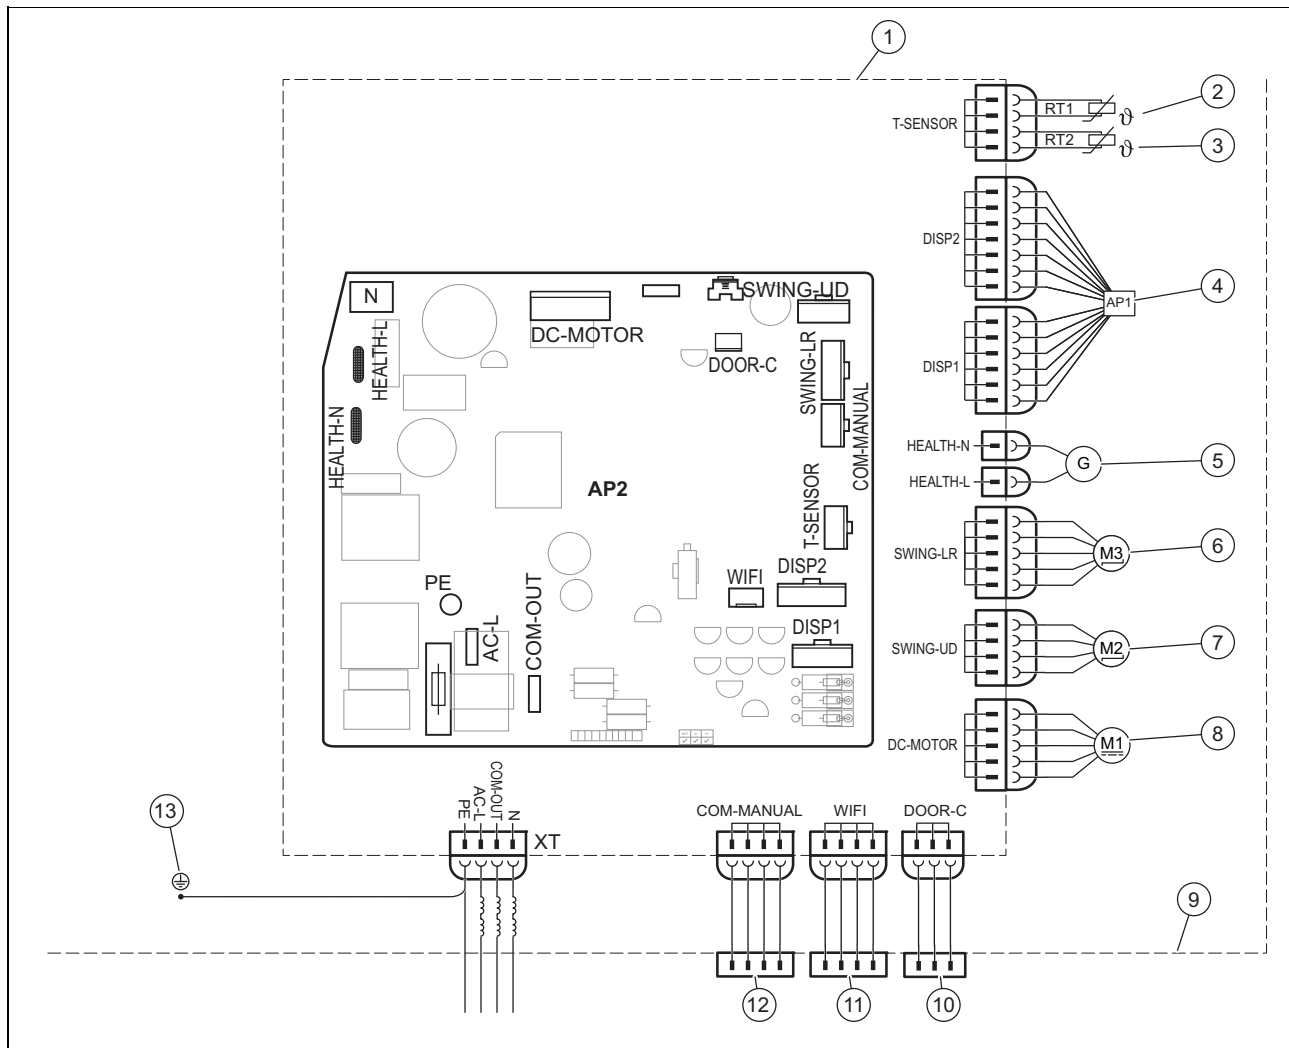 1
2
T-SENSOR
RT1
ϑ
RT2
ϑ
3
DISP2
AP1
4
DISP1
HEALTH-N
G
5
HEALTH-L
SWING-LR
M3
6
SWING-UD
M2
7
DC-MOTOR
M1
8
N
SWING-UD
DC-MOTOR
HEALTH-L
DOOR-C
SWING-LR
COM-MANUAL
HEALTH-N
AP2
T-SENSOR
WIFI
DISP2
PE
AC-L
COM-OUT
DISP1
13
PE
AC-L
COM-OUT
N
XT
COM-MANUAL
WIFI
DOOR-C
9
12
11
10